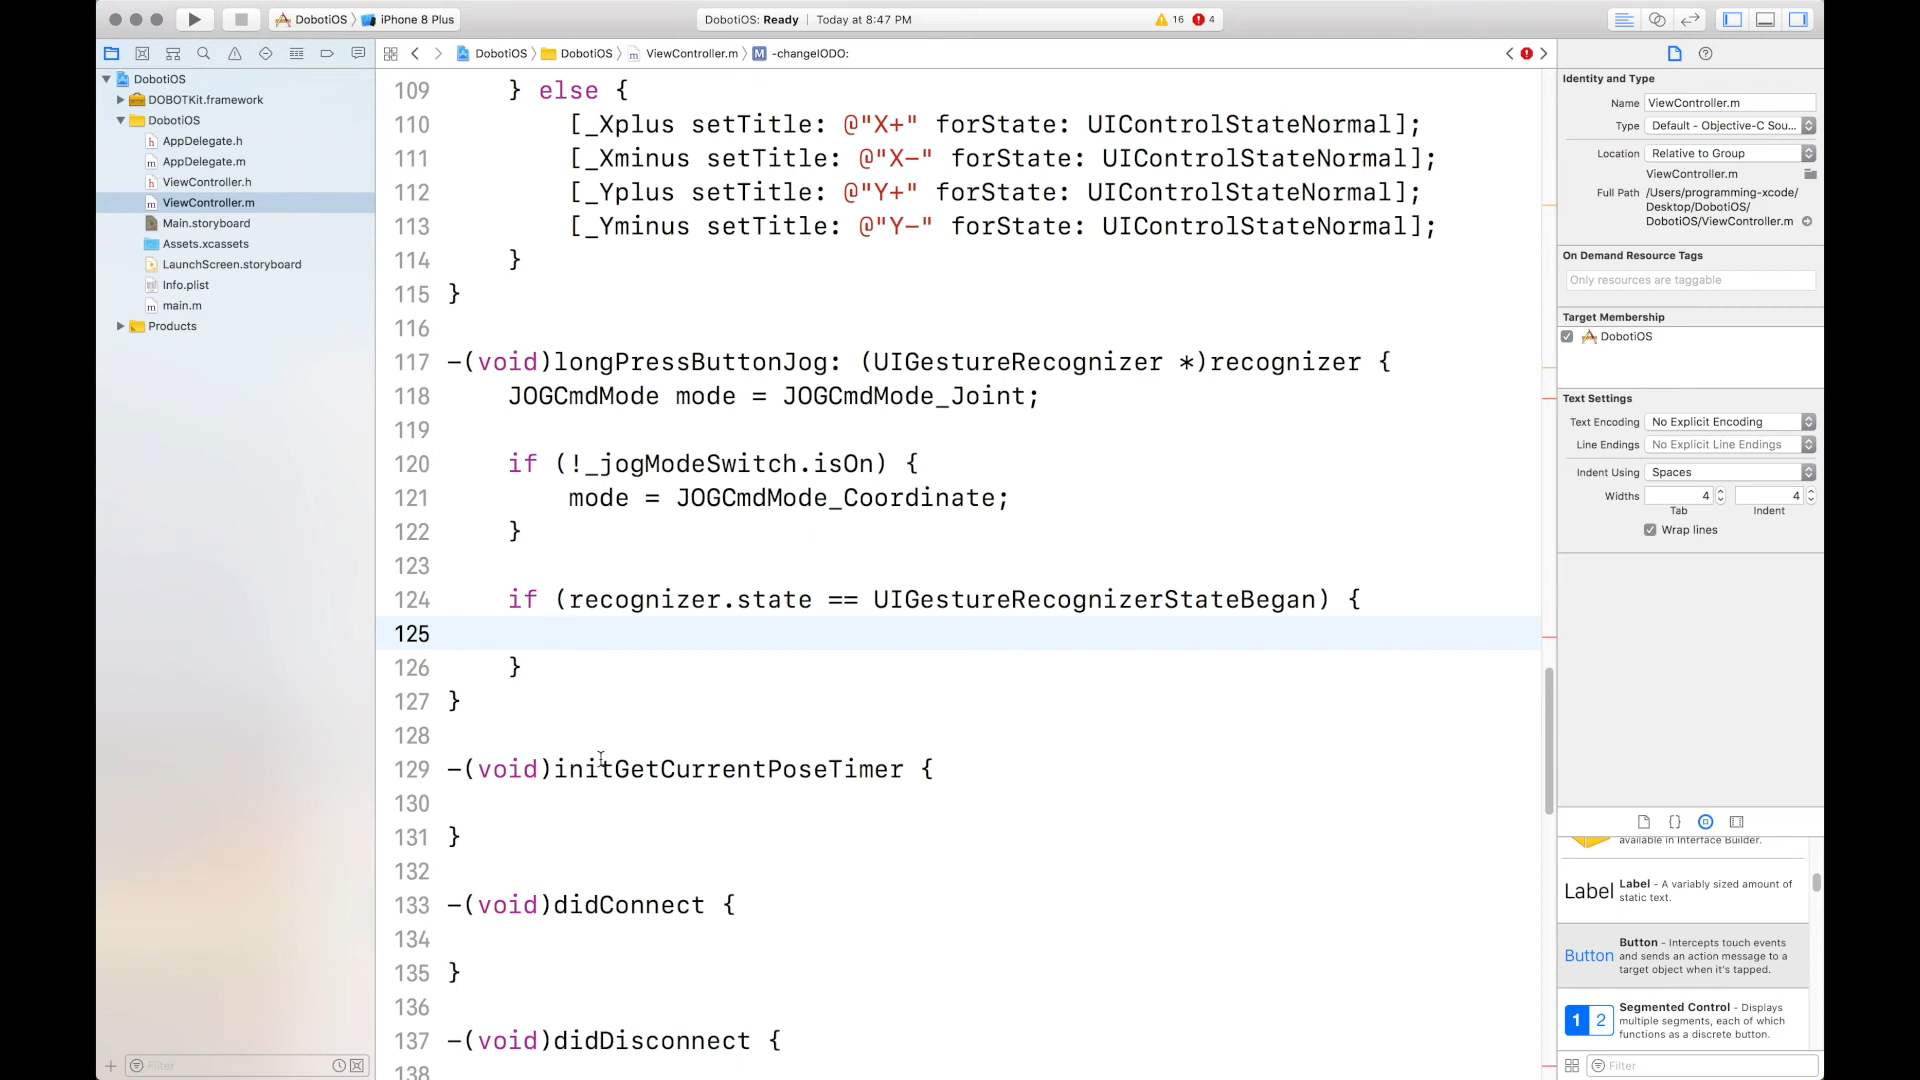 DobotiOS
iPhone 8 Plus
DobotiOS: Ready | Today at 8:47 PM
16
4
DobotiOS
DobotiOS
ViewController.m
M
-changeIODO:
DobotiOS
DOBOTKit.framework
DobotiOS
h AppDelegate.h
m AppDelegate.m
h ViewController.h
m ViewController.m
Main.storyboard
Assets.xcassets
LaunchScreen.storyboard
Info.plist
m main.m
Products
Filter
109 } else {
110 [_Xplus setTitle: @"X+" forState: UIControlStateNormal];
111 [_Xminus setTitle: @"X-" forState: UIControlStateNormal];
112 [_Yplus setTitle: @"Y+" forState: UIControlStateNormal];
113 [_Yminus setTitle: @"Y-" forState: UIControlStateNormal];
114 }
115 }
116
117 -(void)longPressButtonJog: (UIGestureRecognizer *)recognizer {
118 JOGCmdMode mode = JOGCmdMode_Joint;
119
120 if (!_jogModeSwitch.isOn) {
121 mode = JOGCmdMode_Coordinate;
122 }
123
124 if (recognizer.state == UIGestureRecognizerStateBegan) {
125
126 }
127 }
128
129 -(void)initGetCurrentPoseTimer {
130
131 }
132
133 -(void)didConnect {
134
135 }
136
137 -(void)didDisconnect {
138
Identity and Type
Name ViewController.m
Type Default - Objective-C Sou...
Location Relative to Group
ViewController.m
Full Path /Users/programming-xcode/
Desktop/DobotiOS/
DobotiOS/ViewController.m
On Demand Resource Tags
Only resources are taggable
Target Membership
DobotiOS
Text Settings
Text Encoding No Explicit Encoding
Line Endings No Explicit Line Endings
Indent Using Spaces
Widths 4 4
Tab Indent
Wrap lines
available in Interface Builder.
Label Label - A variably sized amount of
static text.
Button Button - Intercepts touch events
and sends an action message to a
target object when it's tapped.
1 2 Segmented Control - Displays
multiple segments, each of which
functions as a discrete button.
Filter